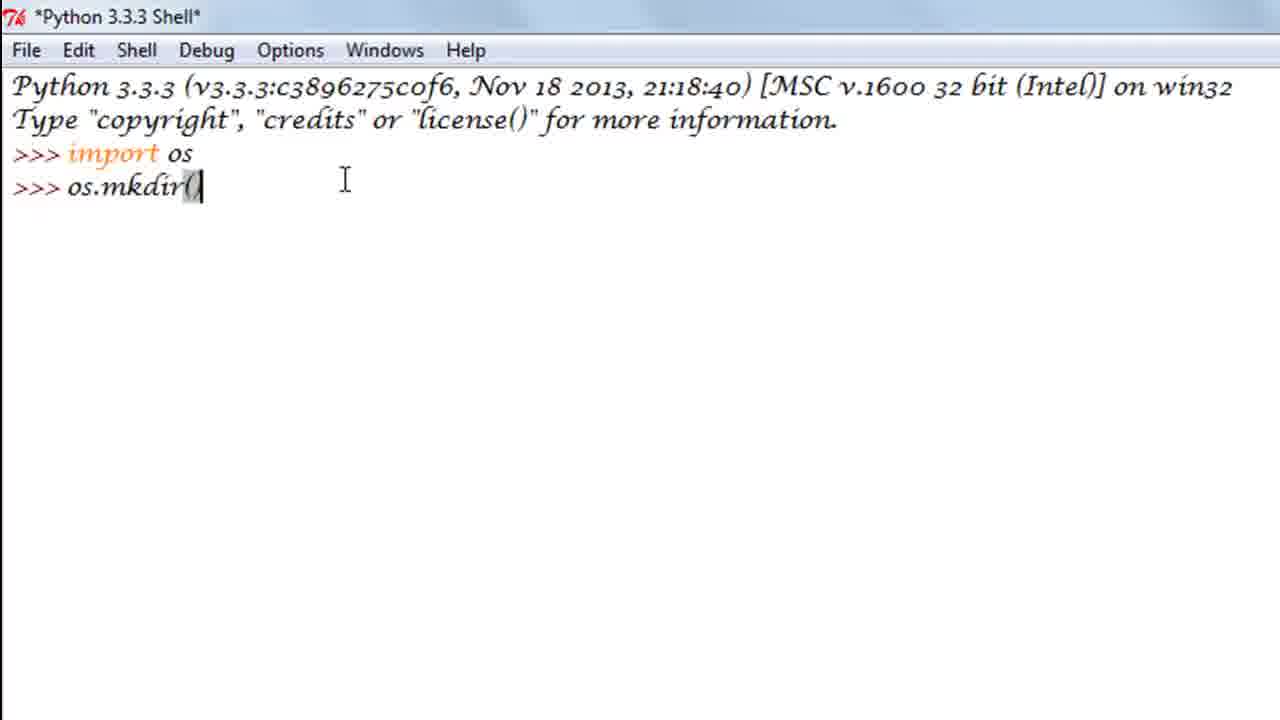 *Python 3.3.3 Shell*
File Edit Shell Debug Options Windows Help
Python 3.3.3 (v3.3.3:c3896275c0f6, Nov 18 2013, 21:18:40) [MSC v.1600 32 bit (Intel)] on win32
Type "copyright", "credits" or "license()" for more information.
>>> import os
>>> os.mkdir()